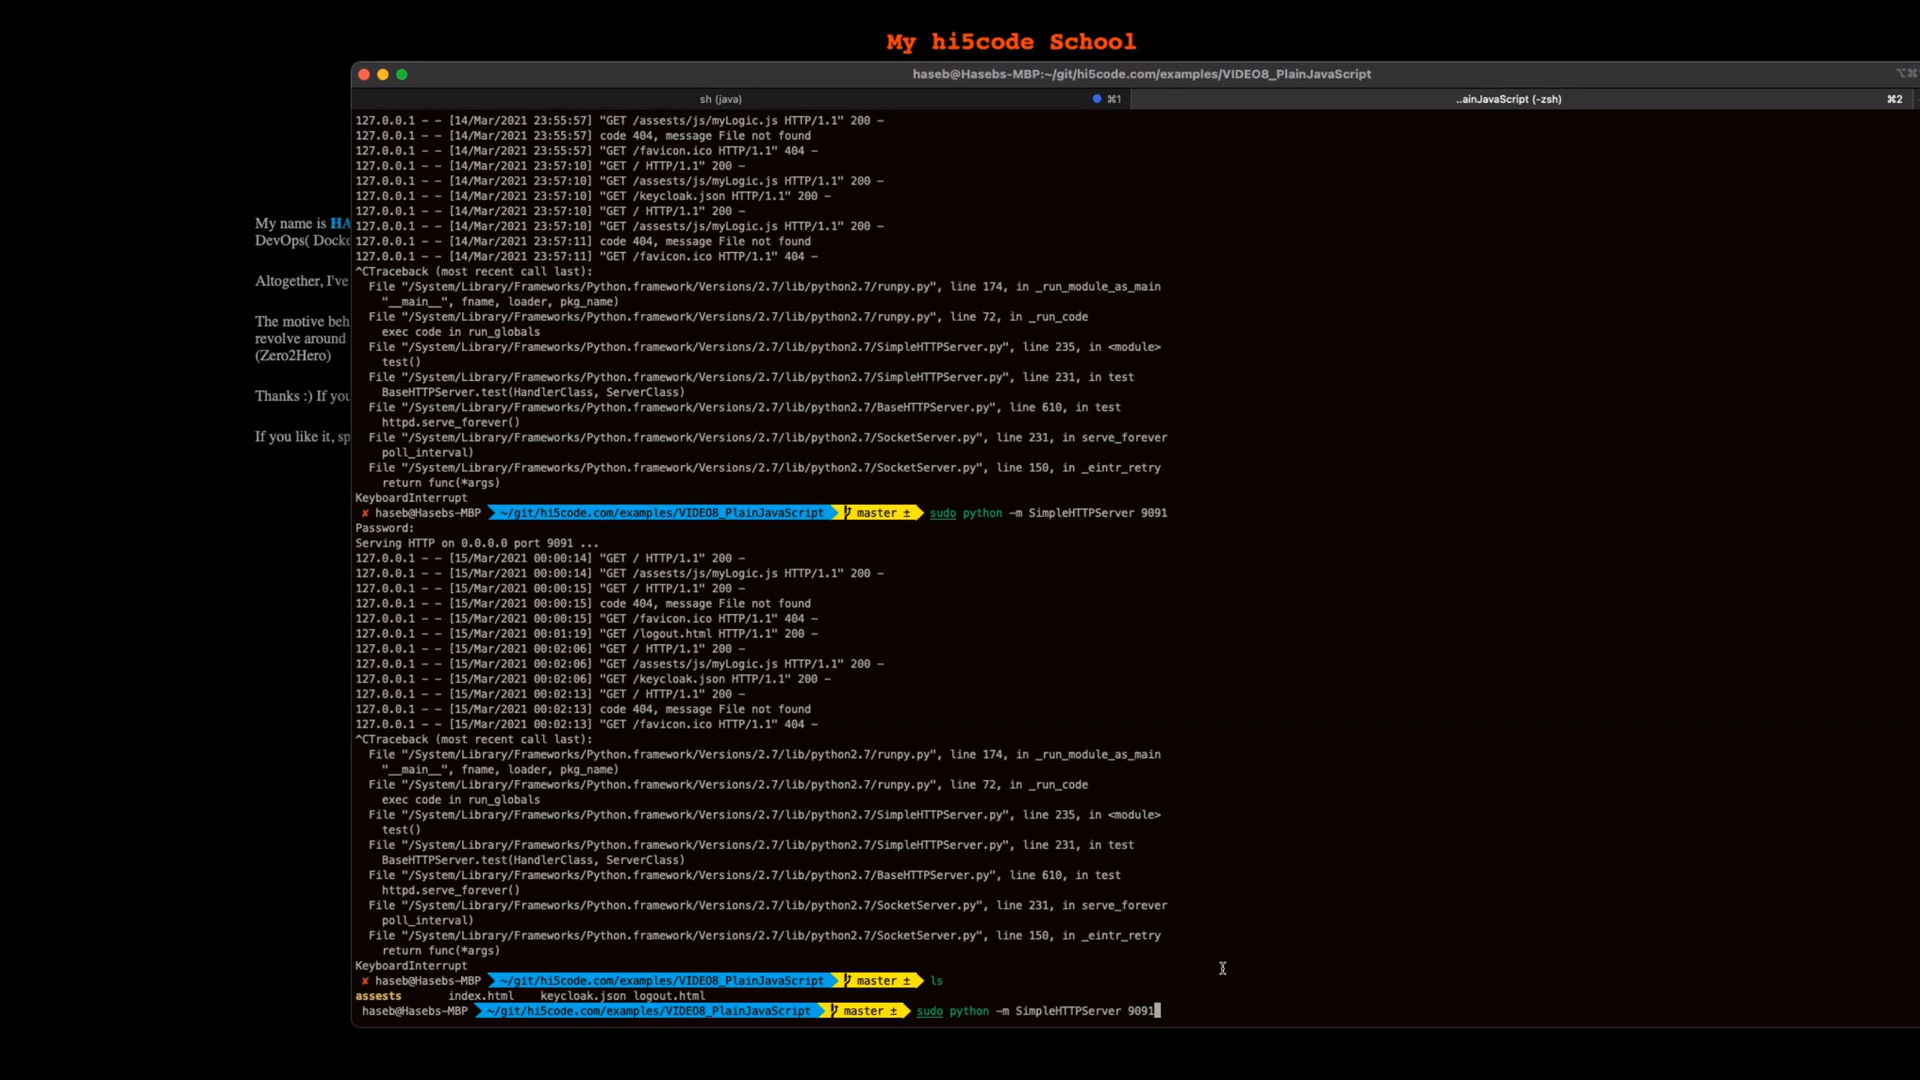 My hi5code School
haseb@Hasebs-MBP:~/git/hi5code.com/examples/VIDEO8_PlainJavaScript
⌥⌘
sh (java) ⌘1 ..ainJavaScript (-zsh) ⌘2
My name is HA
DevOps( Docke
Altogether, I've
The motive beh
revolve around
(Zero2Hero)
Thanks :) If you
If you like it, sp
127.0.0.1 - - [14/Mar/2021 23:55:57] "GET /assests/js/myLogic.js HTTP/1.1" 200 -
127.0.0.1 - - [14/Mar/2021 23:55:57] code 404, message File not found
127.0.0.1 - - [14/Mar/2021 23:55:57] "GET /favicon.ico HTTP/1.1" 404 -
127.0.0.1 - - [14/Mar/2021 23:57:10] "GET / HTTP/1.1" 200 -
127.0.0.1 - - [14/Mar/2021 23:57:10] "GET /assests/js/myLogic.js HTTP/1.1" 200 -
127.0.0.1 - - [14/Mar/2021 23:57:10] "GET /keycloak.json HTTP/1.1" 200 -
127.0.0.1 - - [14/Mar/2021 23:57:10] "GET / HTTP/1.1" 200 -
127.0.0.1 - - [14/Mar/2021 23:57:10] "GET /assests/js/myLogic.js HTTP/1.1" 200 -
127.0.0.1 - - [14/Mar/2021 23:57:11] code 404, message File not found
127.0.0.1 - - [14/Mar/2021 23:57:11] "GET /favicon.ico HTTP/1.1" 404 -
^CTraceback (most recent call last):
File "/System/Library/Frameworks/Python.framework/Versions/2.7/lib/python2.7/runpy.py", line 174, in _run_module_as_main
"__main__", fname, loader, pkg_name)
File "/System/Library/Frameworks/Python.framework/Versions/2.7/lib/python2.7/runpy.py", line 72, in _run_code
exec code in run_globals
File "/System/Library/Frameworks/Python.framework/Versions/2.7/lib/python2.7/SimpleHTTPServer.py", line 235, in <module>
test()
File "/System/Library/Frameworks/Python.framework/Versions/2.7/lib/python2.7/SimpleHTTPServer.py", line 231, in test
BaseHTTPServer.test(HandlerClass, ServerClass)
File "/System/Library/Frameworks/Python.framework/Versions/2.7/lib/python2.7/BaseHTTPServer.py", line 610, in test
httpd.serve_forever()
File "/System/Library/Frameworks/Python.framework/Versions/2.7/lib/python2.7/SocketServer.py", line 231, in serve_forever
poll_interval)
File "/System/Library/Frameworks/Python.framework/Versions/2.7/lib/python2.7/SocketServer.py", line 150, in _eintr_retry
return func(*args)
KeyboardInterrupt
✘ haseb@Hasebs-MBP ~/git/hi5code.com/examples/VIDEO8_PlainJavaScript master ± sudo python -m SimpleHTTPServer 9091
Password:
Serving HTTP on 0.0.0.0 port 9091 ...
127.0.0.1 - - [15/Mar/2021 00:00:14] "GET / HTTP/1.1" 200 -
127.0.0.1 - - [15/Mar/2021 00:00:14] "GET /assests/js/myLogic.js HTTP/1.1" 200 -
127.0.0.1 - - [15/Mar/2021 00:00:15] "GET / HTTP/1.1" 200 -
127.0.0.1 - - [15/Mar/2021 00:00:15] code 404, message File not found
127.0.0.1 - - [15/Mar/2021 00:00:15] "GET /favicon.ico HTTP/1.1" 404 -
127.0.0.1 - - [15/Mar/2021 00:01:19] "GET /logout.html HTTP/1.1" 200 -
127.0.0.1 - - [15/Mar/2021 00:02:06] "GET / HTTP/1.1" 200 -
127.0.0.1 - - [15/Mar/2021 00:02:06] "GET /assests/js/myLogic.js HTTP/1.1" 200 -
127.0.0.1 - - [15/Mar/2021 00:02:06] "GET /keycloak.json HTTP/1.1" 200 -
127.0.0.1 - - [15/Mar/2021 00:02:13] "GET / HTTP/1.1" 200 -
127.0.0.1 - - [15/Mar/2021 00:02:13] code 404, message File not found
127.0.0.1 - - [15/Mar/2021 00:02:13] "GET /favicon.ico HTTP/1.1" 404 -
^CTraceback (most recent call last):
File "/System/Library/Frameworks/Python.framework/Versions/2.7/lib/python2.7/runpy.py", line 174, in _run_module_as_main
"__main__", fname, loader, pkg_name)
File "/System/Library/Frameworks/Python.framework/Versions/2.7/lib/python2.7/runpy.py", line 72, in _run_code
exec code in run_globals
File "/System/Library/Frameworks/Python.framework/Versions/2.7/lib/python2.7/SimpleHTTPServer.py", line 235, in <module>
test()
File "/System/Library/Frameworks/Python.framework/Versions/2.7/lib/python2.7/SimpleHTTPServer.py", line 231, in test
BaseHTTPServer.test(HandlerClass, ServerClass)
File "/System/Library/Frameworks/Python.framework/Versions/2.7/lib/python2.7/BaseHTTPServer.py", line 610, in test
httpd.serve_forever()
File "/System/Library/Frameworks/Python.framework/Versions/2.7/lib/python2.7/SocketServer.py", line 231, in serve_forever
poll_interval)
File "/System/Library/Frameworks/Python.framework/Versions/2.7/lib/python2.7/SocketServer.py", line 150, in _eintr_retry
return func(*args)
KeyboardInterrupt
✘ haseb@Hasebs-MBP ~/git/hi5code.com/examples/VIDEO8_PlainJavaScript master ± ls
assests index.html keycloak.json logout.html
haseb@Hasebs-MBP ~/git/hi5code.com/examples/VIDEO8_PlainJavaScript master ± sudo python -m SimpleHTTPServer 9091